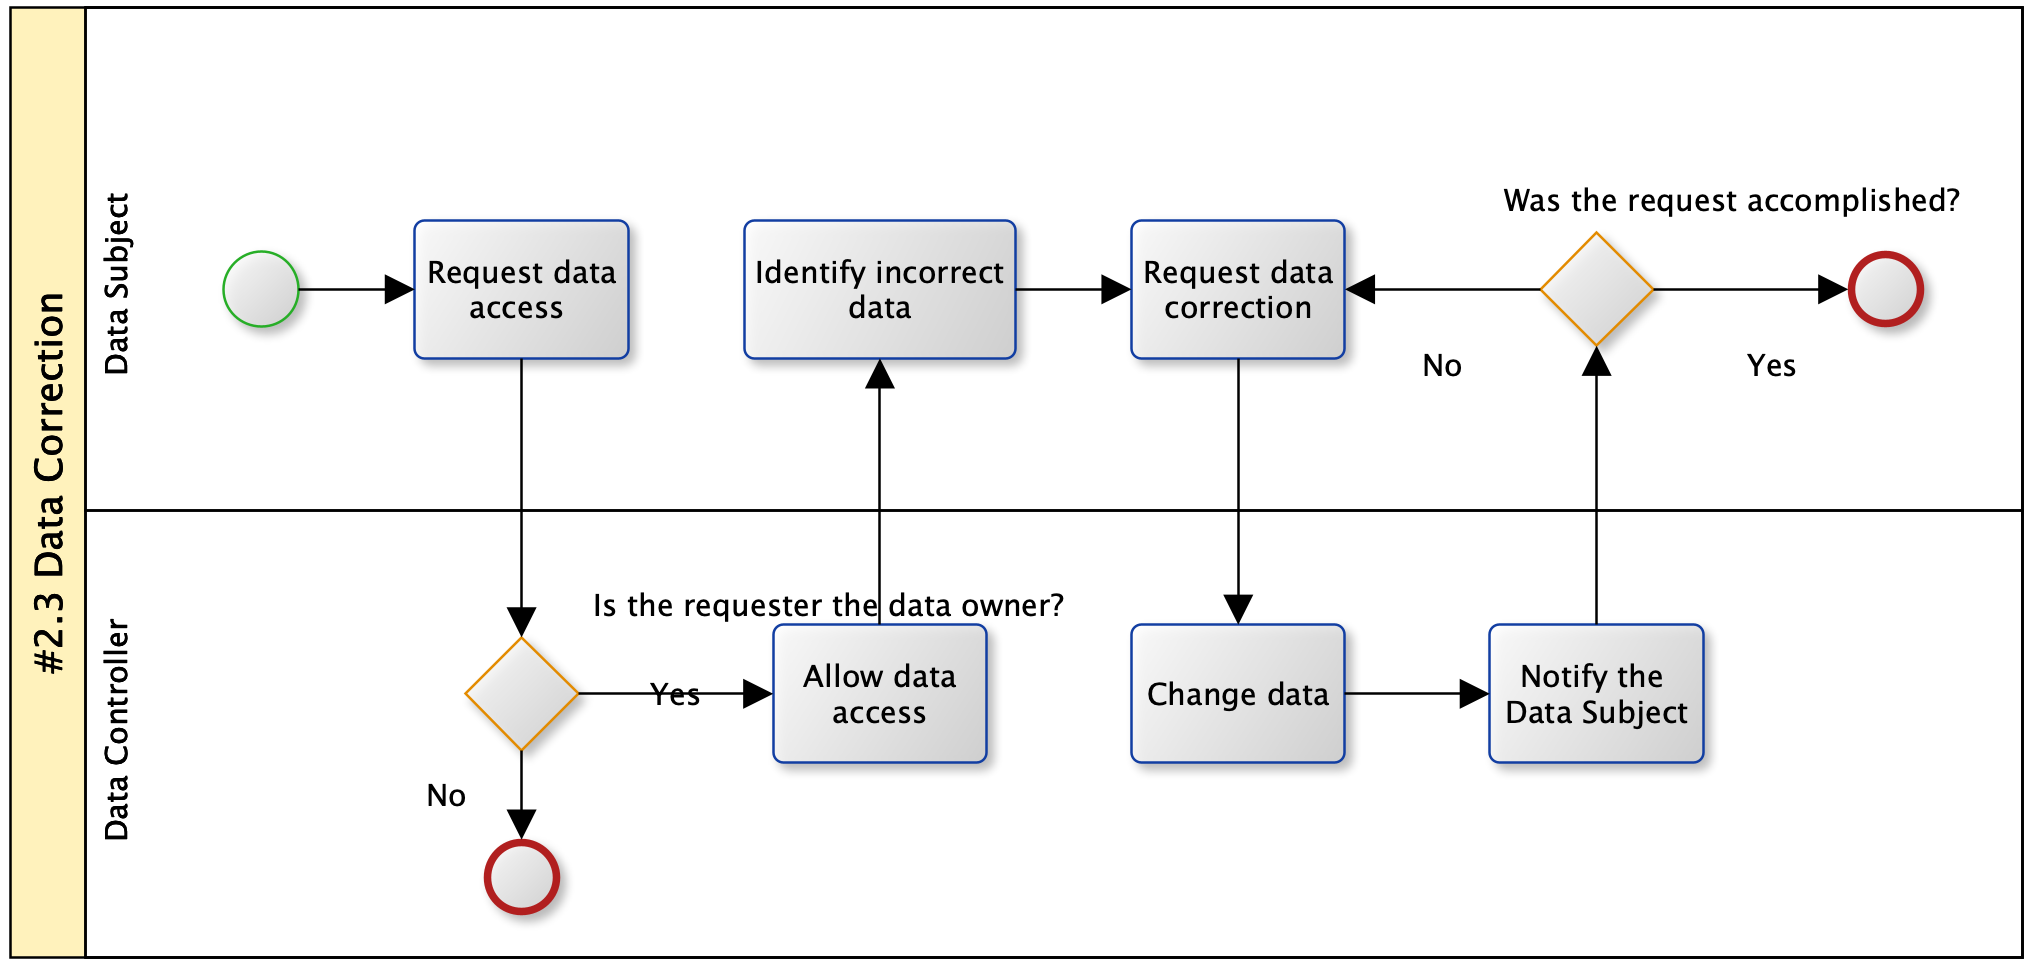 #2.3 Data Correction
Data Subject
Was the request accomplished?
Request data
access
Identify incorrect
data
Request data
correction
No
Yes
Data Controller
Is the requester the data owner?
Yes
Allow data
access
Change data
Notify the
Data Subject
No